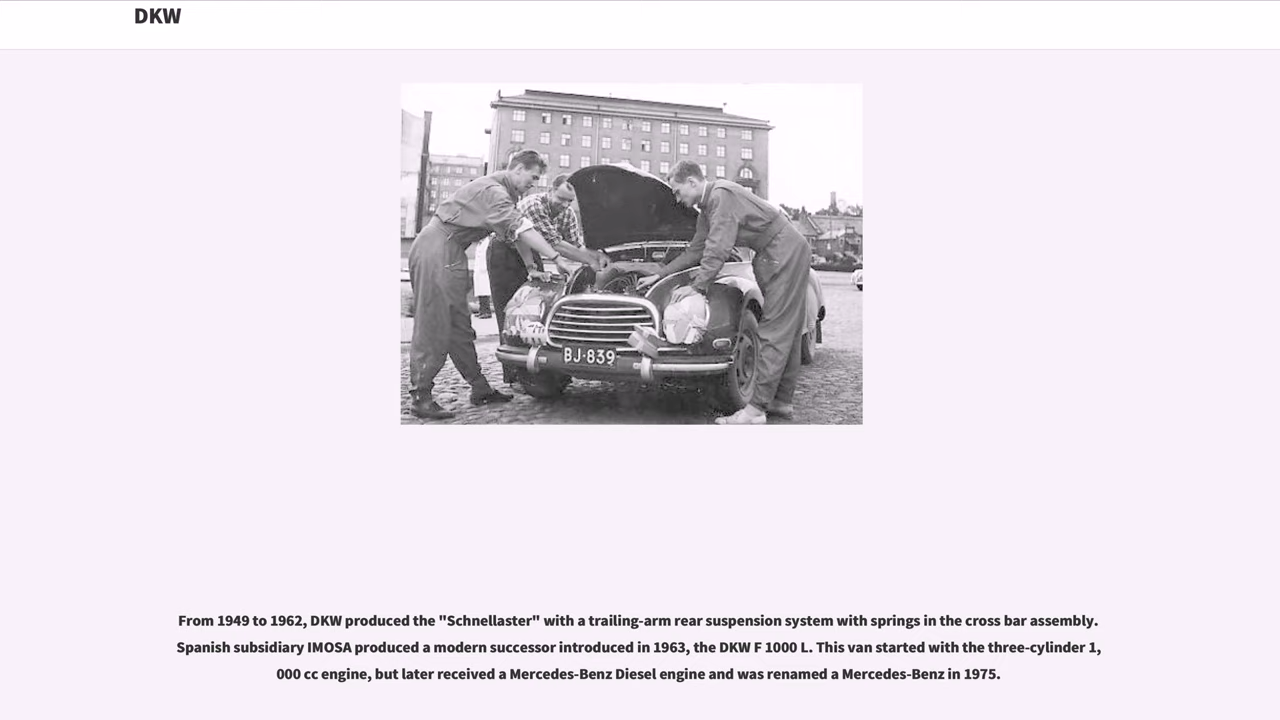 DKW
BJ-839
From 1949 to 1962, DKW produced the "Schnellaster" with a trailing-arm rear suspension system with springs in the cross bar assembly.
Spanish subsidiary IMOSA produced a modern successor introduced in 1963, the DKW F 1000 L. This van started with the three-cylinder 1,
000 cc engine, but later received a Mercedes-Benz Diesel engine and was renamed a Mercedes-Benz in 1975.